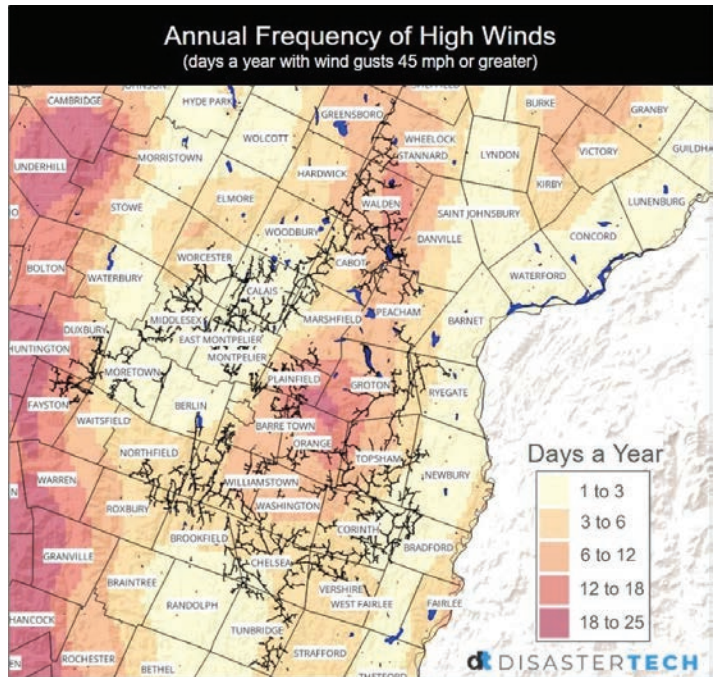 Annual Frequency of High Winds
(days a year with wind gusts 45 mph or greater)
CAMBRIDGE
HYDE PARK
GREENSBORO
BURKE
GRANBY
WOLCOTT
WHEELOCK
STANNARD
LYNDON
VICTORY
UNDERHILL
MORRISTOWN
HARDWICK
KIRBY
STOWE
ELMORE
WALDEN
SAINT JOHNSBURY
LUNENBURG
WOODBURY
DANVILLE
CONCORD
WORCESTER
CABOT
BOLTON
WATERBURY
CALAIS
WATERFORD
MIDDLESEX
MARSHFIELD
PEACHAM
BARNET
DUXBURY
EAST MONTPELIER
HUNTINGTON
MONTPELIER
MORETOWN
PLAINFIELD
GROTON
RYEGATE
FAYSTON
BERLIN
WAITSFIELD
BARRE TOWN
ORANGE
NORTHFIELD
TOPSHAM
WARREN
WILLIAMSTOWN
NEWBURY
ROXBURY
WASHINGTON
CORINTH
BROOKFIELD
BRADFORD
GRANVILLE
CHELSEA
BRAINTREE
VERSHIRE
RANDOLPH
WEST FAIRLEE
FAIRLEE
HANCOCK
TUNBRIDGE
STRAFFORD
ROCHESTER
BETHEL
Days a Year
1 to 3
3 to 6
6 to 12
12 to 18
18 to 25
DISASTERTECH